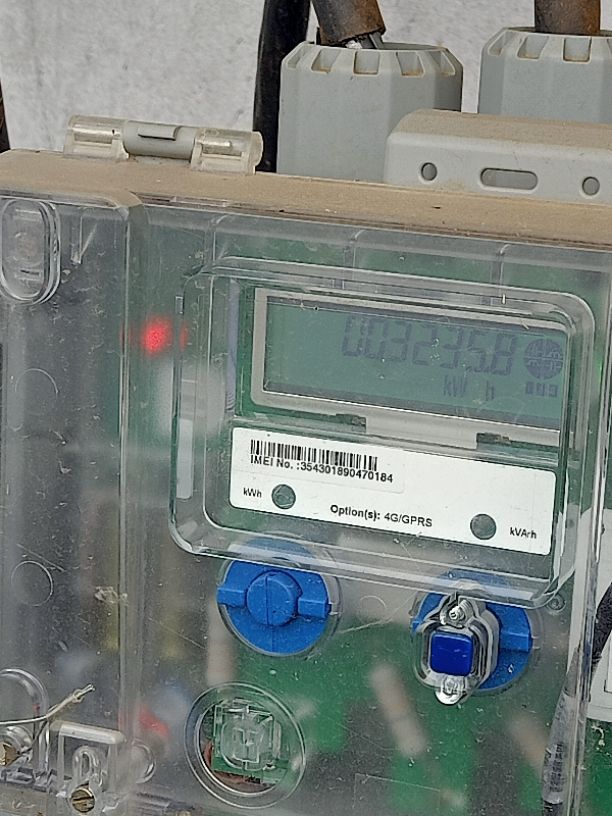 003235.8
kW h
IMEI No. :354301890470184
kWh
Option(s): 4G/GPRS
kVArh